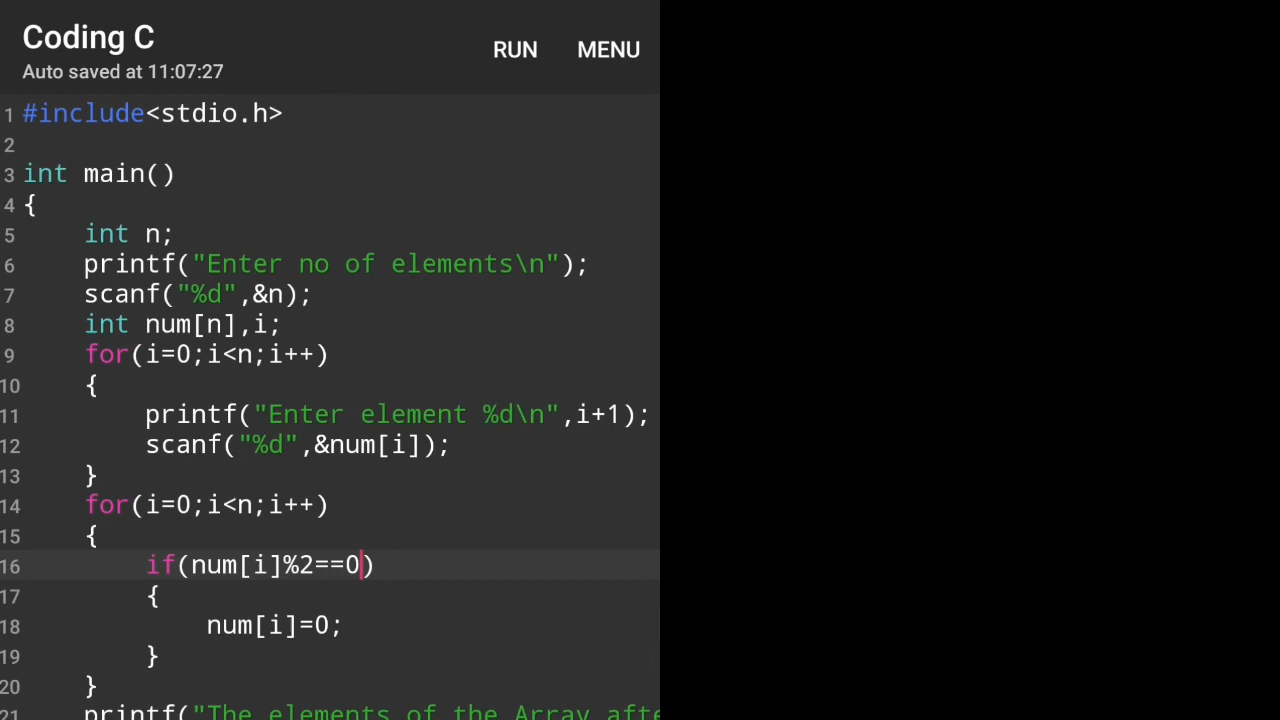 Coding C
RUN MENU
Auto saved at 11:07:27
1 #include<stdio.h>
2
3 int main()
4 {
5     int n;
6     printf("Enter no of elements\n");
7     scanf("%d",&n);
8     int num[n],i;
9     for(i=0;i<n;i++)
10     {
11         printf("Enter element %d\n",i+1);
12         scanf("%d",&num[i]);
13     }
14     for(i=0;i<n;i++)
15     {
16         if(num[i]%2==0)
17         {
18             num[i]=0;
19         }
20     }
21     printf("The elements of the Array afte